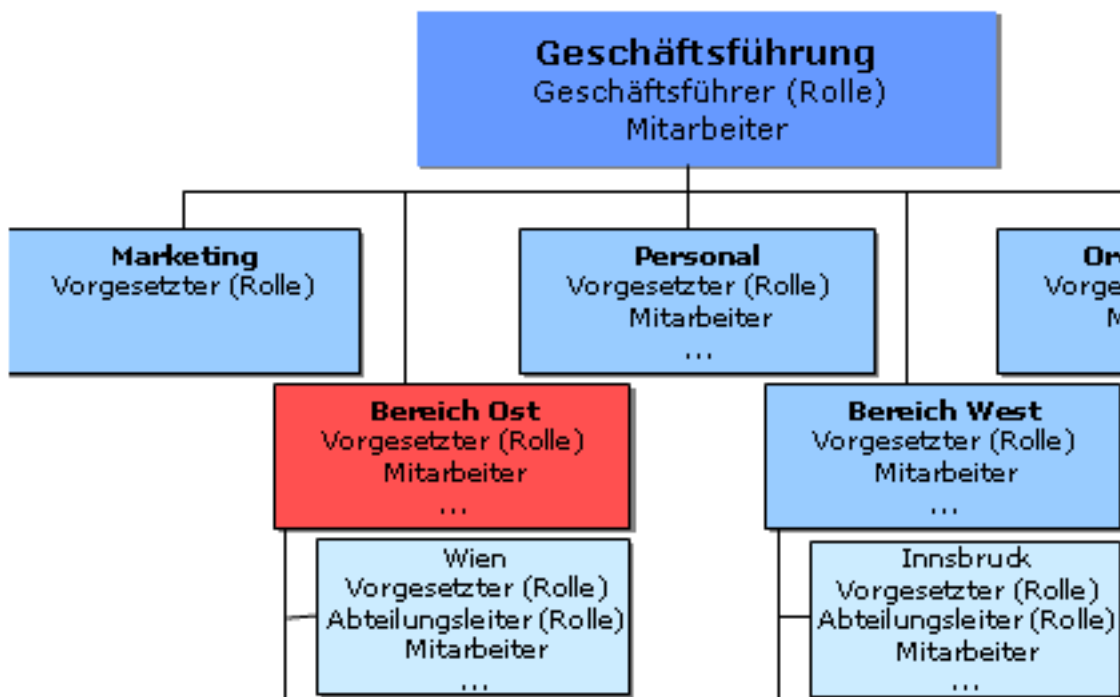 Geschäftsführung
Geschäftsführer (Rolle)
Mitarbeiter
Marketing
Vorgesetzter (Rolle)
Personal
Vorgesetzter (Rolle)
Mitarbeiter
...
Bereich Ost
Vorgesetzter (Rolle)
Mitarbeiter
...
Bereich West
Vorgesetzter (Rolle)
Mitarbeiter
...
Wien
Vorgesetzter (Rolle)
Abteilungsleiter (Rolle)
Mitarbeiter
...
Innsbruck
Vorgesetzter (Rolle)
Abteilungsleiter (Rolle)
Mitarbeiter
...